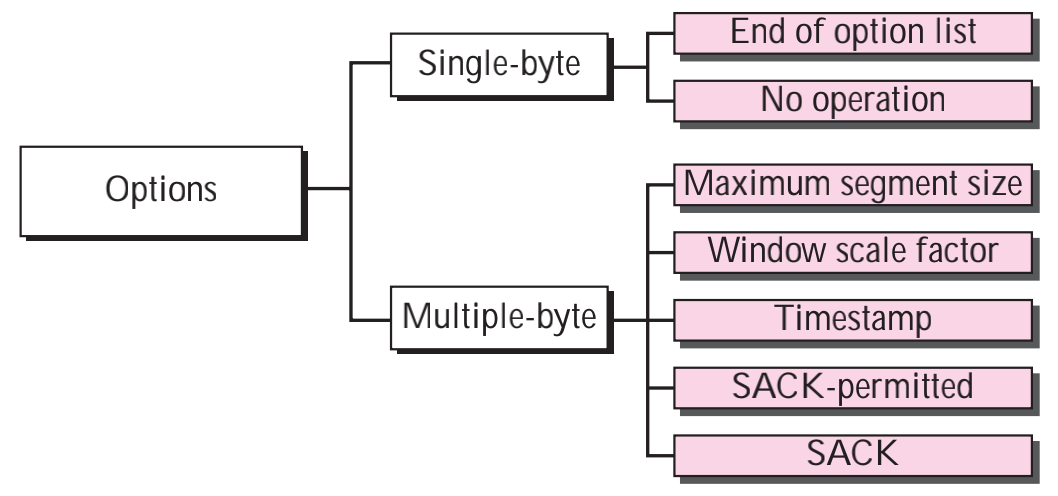 Options
Single-byte
End of option list
No operation
Multiple-byte
Maximum segment size
Window scale factor
Timestamp
SACK-permitted
SACK